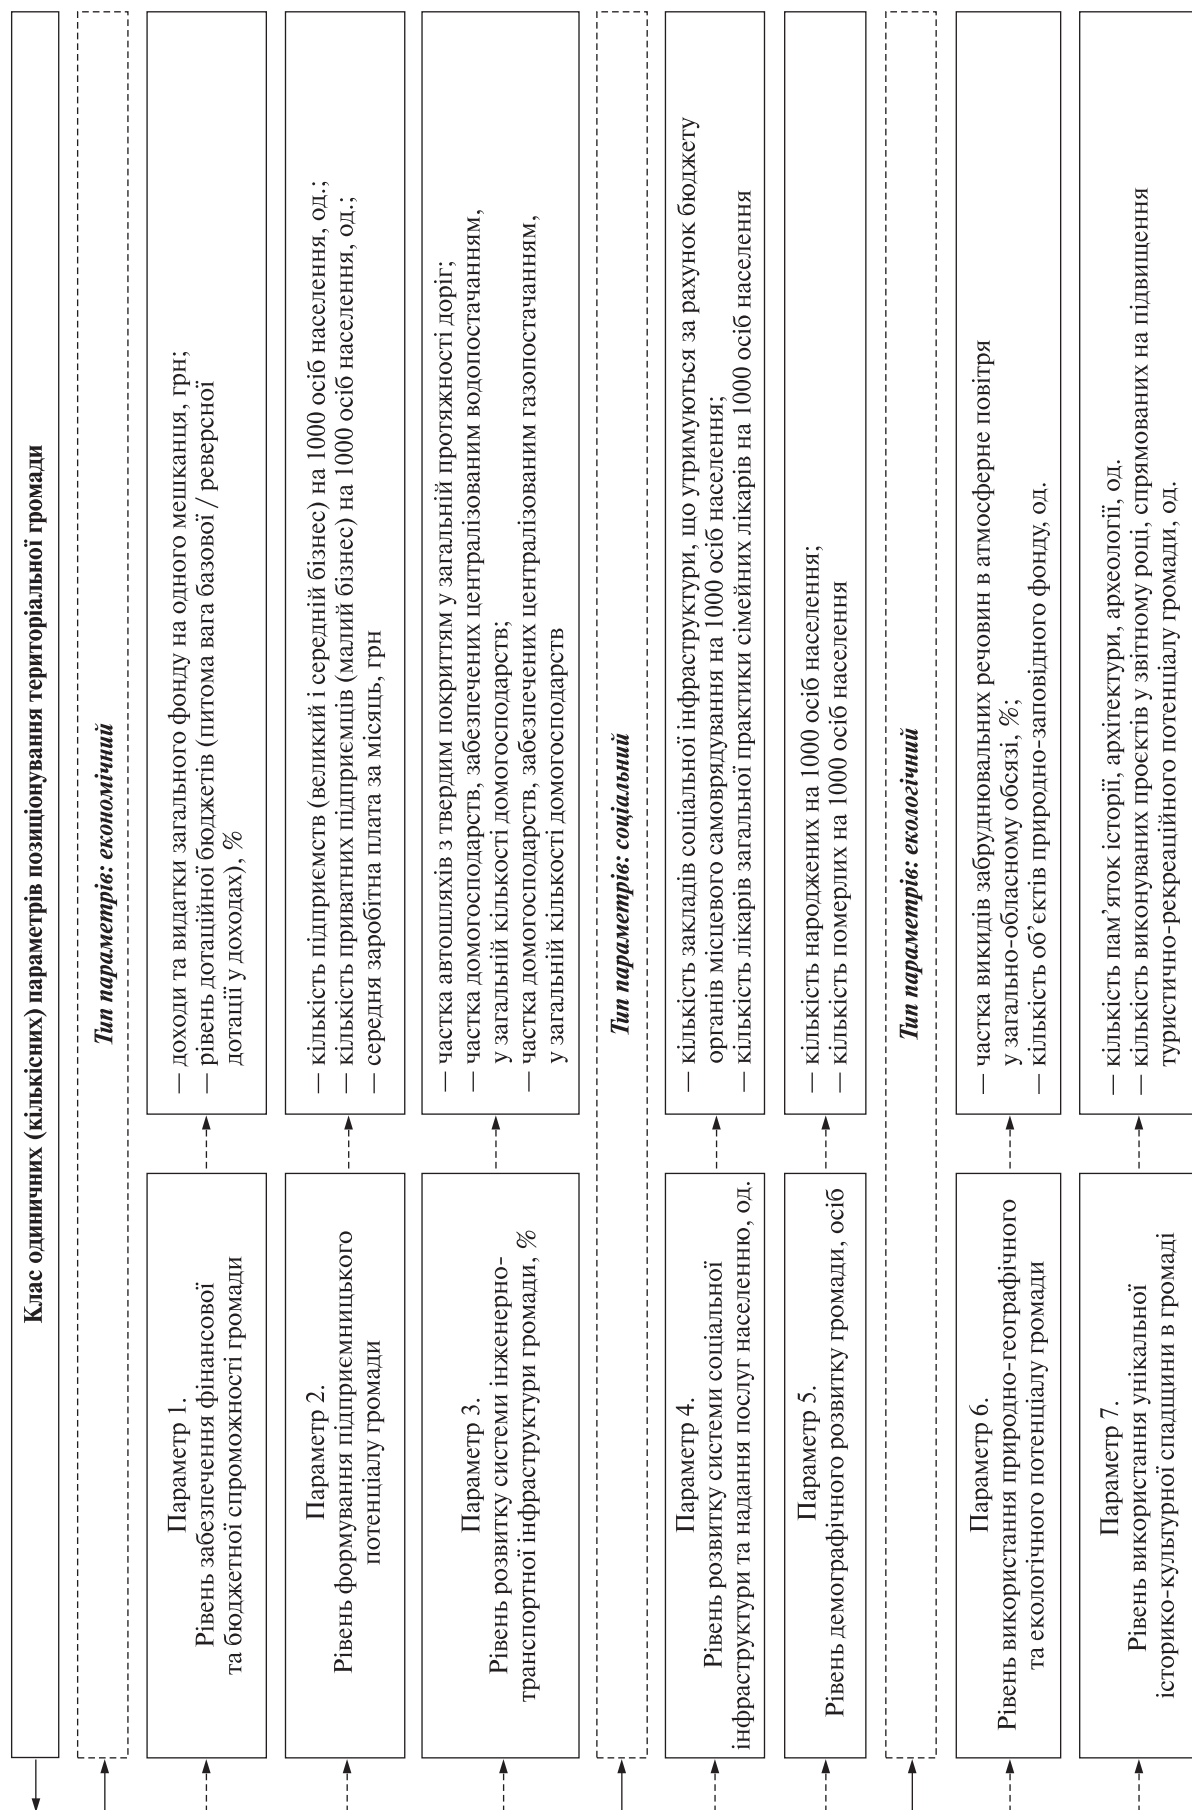 Клас одиничних (кількісних) параметрів позиціонування територіальної громади
Тип параметрів: економічний
Параметр 1.
Рівень забезпечення фінансової
та бюджетної спроможності громади
— доходи та видатки загального фонду на одного мешканця, грн;
— рівень дотаційної бюджетів (питома вага базової / реверсної
дотації у доходах), %
Параметр 2.
Рівень формування підприємницького
потенціалу громади
— кількість підприємств (великий і середній бізнес) на 1000 осіб населення, од.;
— кількість приватних підприємців (малий бізнес) на 1000 осіб населення, од.;
— середня заробітна плата за місяць, грн
Параметр 3.
Рівень розвитку системи інженерно-
транспортної інфраструктури громади, %
— частка автошляхів з твердим покриттям у загальній протяжності доріг;
— частка домогосподарств, забезпечених централізованим водопостачанням,
у загальній кількості домогосподарств;
— частка домогосподарств, забезпечених централізованим газопостачанням,
у загальній кількості домогосподарств
Тип параметрів: соціальний
Параметр 4.
Рівень розвитку системи соціальної
інфраструктури та надання послуг населенню, од.
— кількість закладів соціальної інфраструктури, що утримуються за рахунок бюджету
органів місцевого самоврядування на 1000 осіб населення;
— кількість лікарів загальної практики сімейних лікарів на 1000 осіб населення
Параметр 5.
Рівень демографічного розвитку громади, осіб
— кількість народжених на 1000 осіб населення;
— кількість померлих на 1000 осіб населення
Тип параметрів: екологічний
Параметр 6.
Рівень використання природно-географічного
та екологічного потенціалу громади
— частка викидів забруднювальних речовин в атмосферне повітря
у загально-обласному обсязі, %;
— кількість об’єктів природно-заповідного фонду, од.
Параметр 7.
Рівень використання унікальної
історико-культурної спадщини в громаді
— кількість пам’яток історії, архітектури, археології, од.
— кількість виконуваних проєктів у звітному році, спрямованих на підвищення
туристично-рекреаційного потенціалу громади, од.